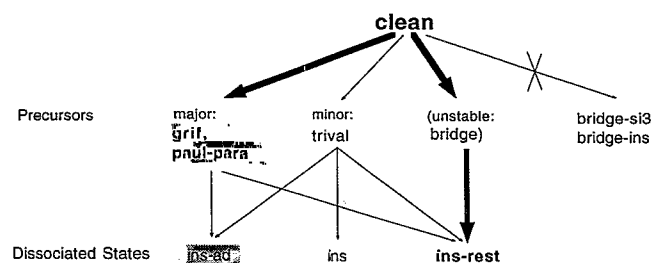 clean
Precursors
major:
grif,
paul-para
minor:
trival
(unstable:
bridge)
bridge-si3
bridge-ins
Dissociated States
ins-ad
ins
ins-rest